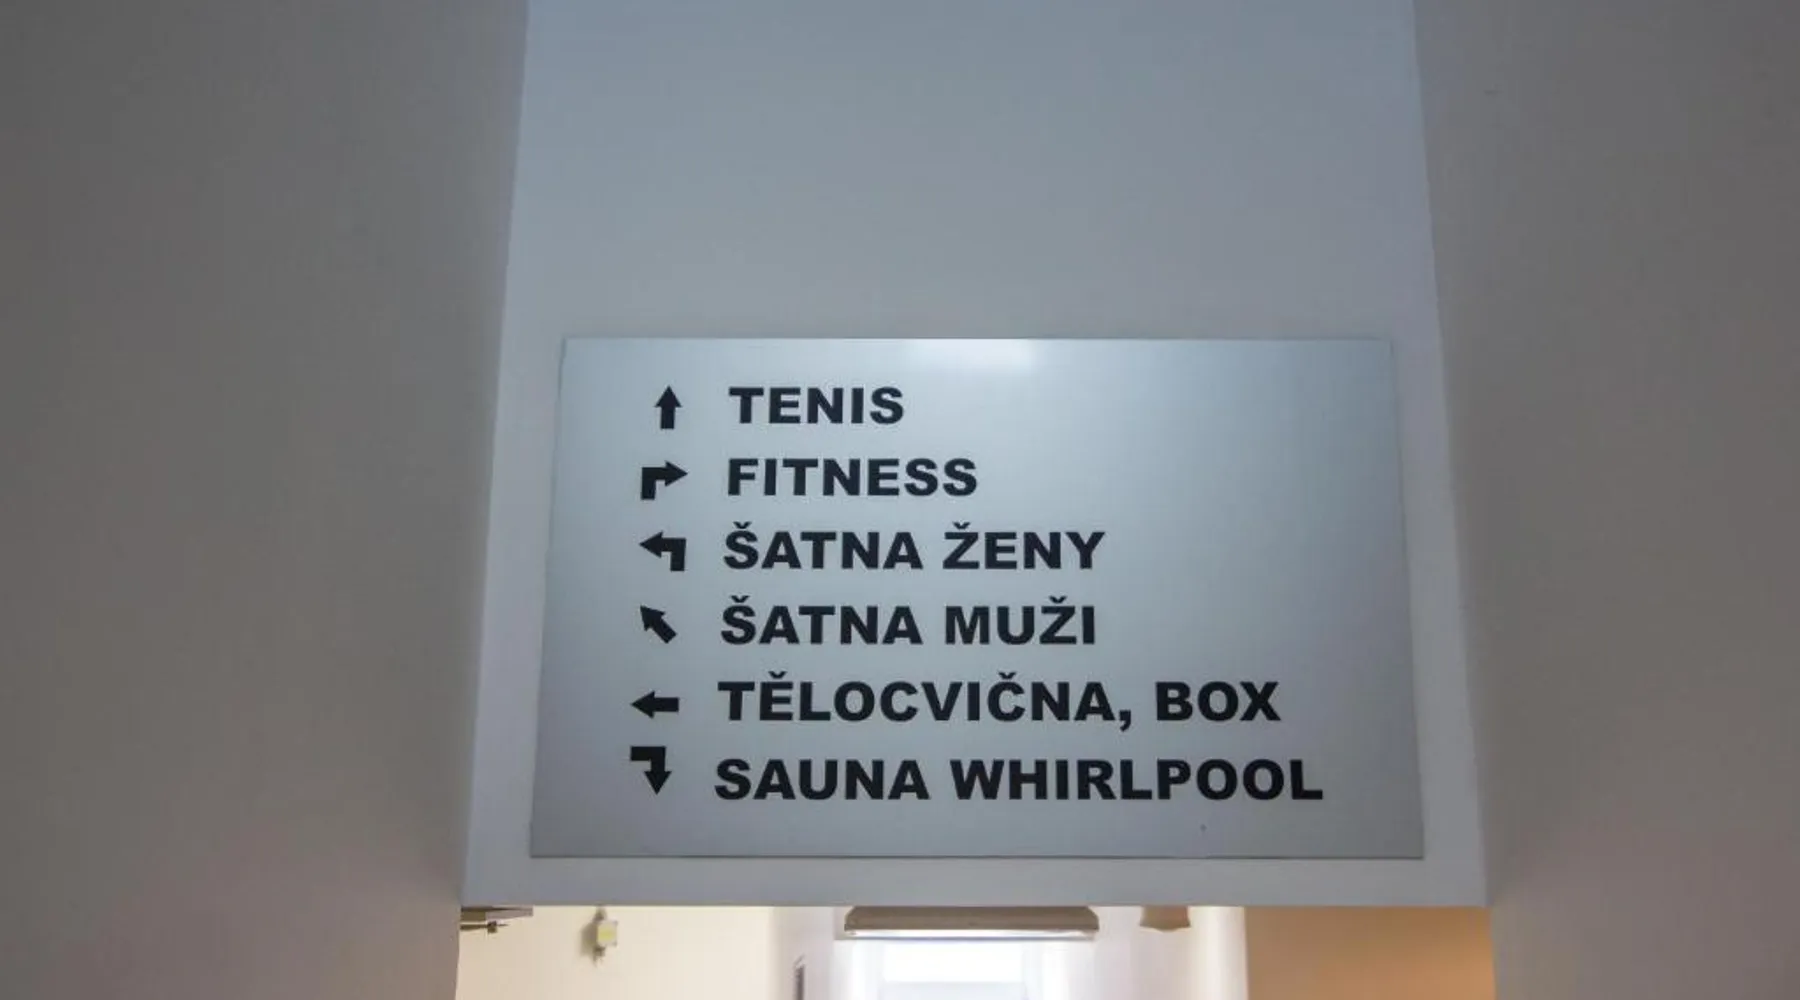 TENIS
FITNESS
ŠATNA ŽENY
ŠATNA MUŽI
TĚLOCVIČNA, BOX
SAUNA WHIRLPOOL